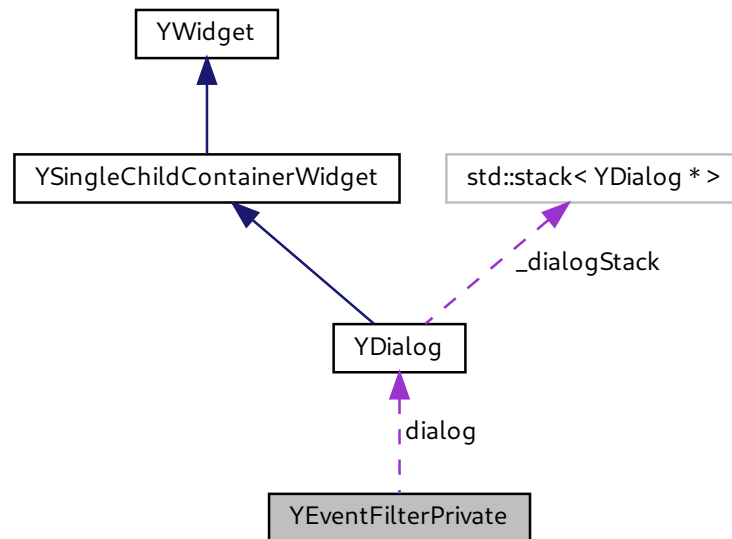 YWidget
YSingleChildContainerWidget
std::stack< YDialog * >
_dialogStack
YDialog
dialog
YEventFilterPrivate